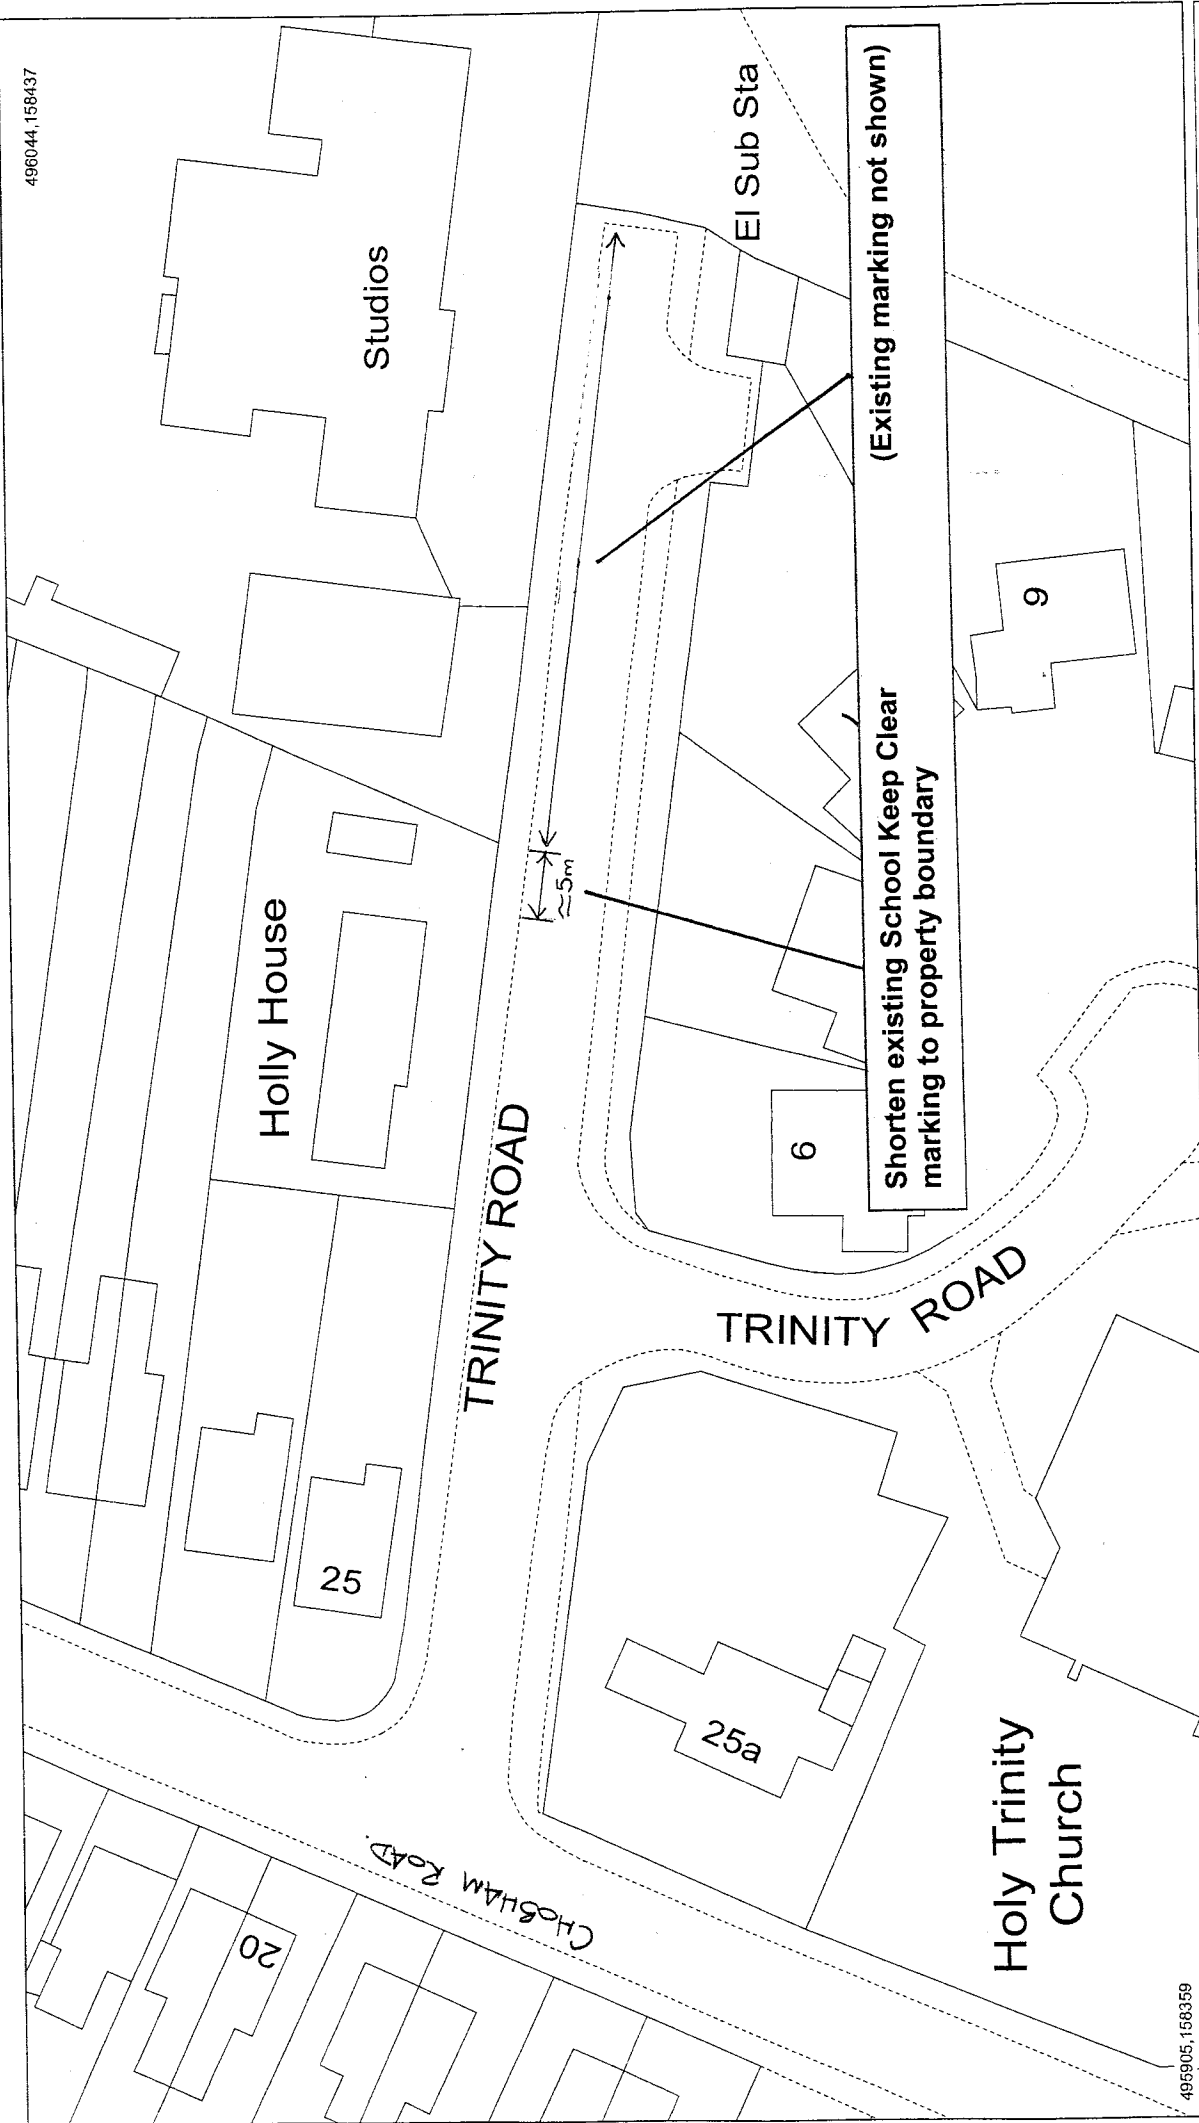 496044,158437
Studios
El Sub Sta
Holly House
≈5m
Shorten existing School Keep Clear
marking to property boundary
(Existing marking not shown)
9
6
TRINITY ROAD
TRINITY ROAD
25
25a
20
CHOBHAM ROAD.
Holy Trinity
Church
495905,158359